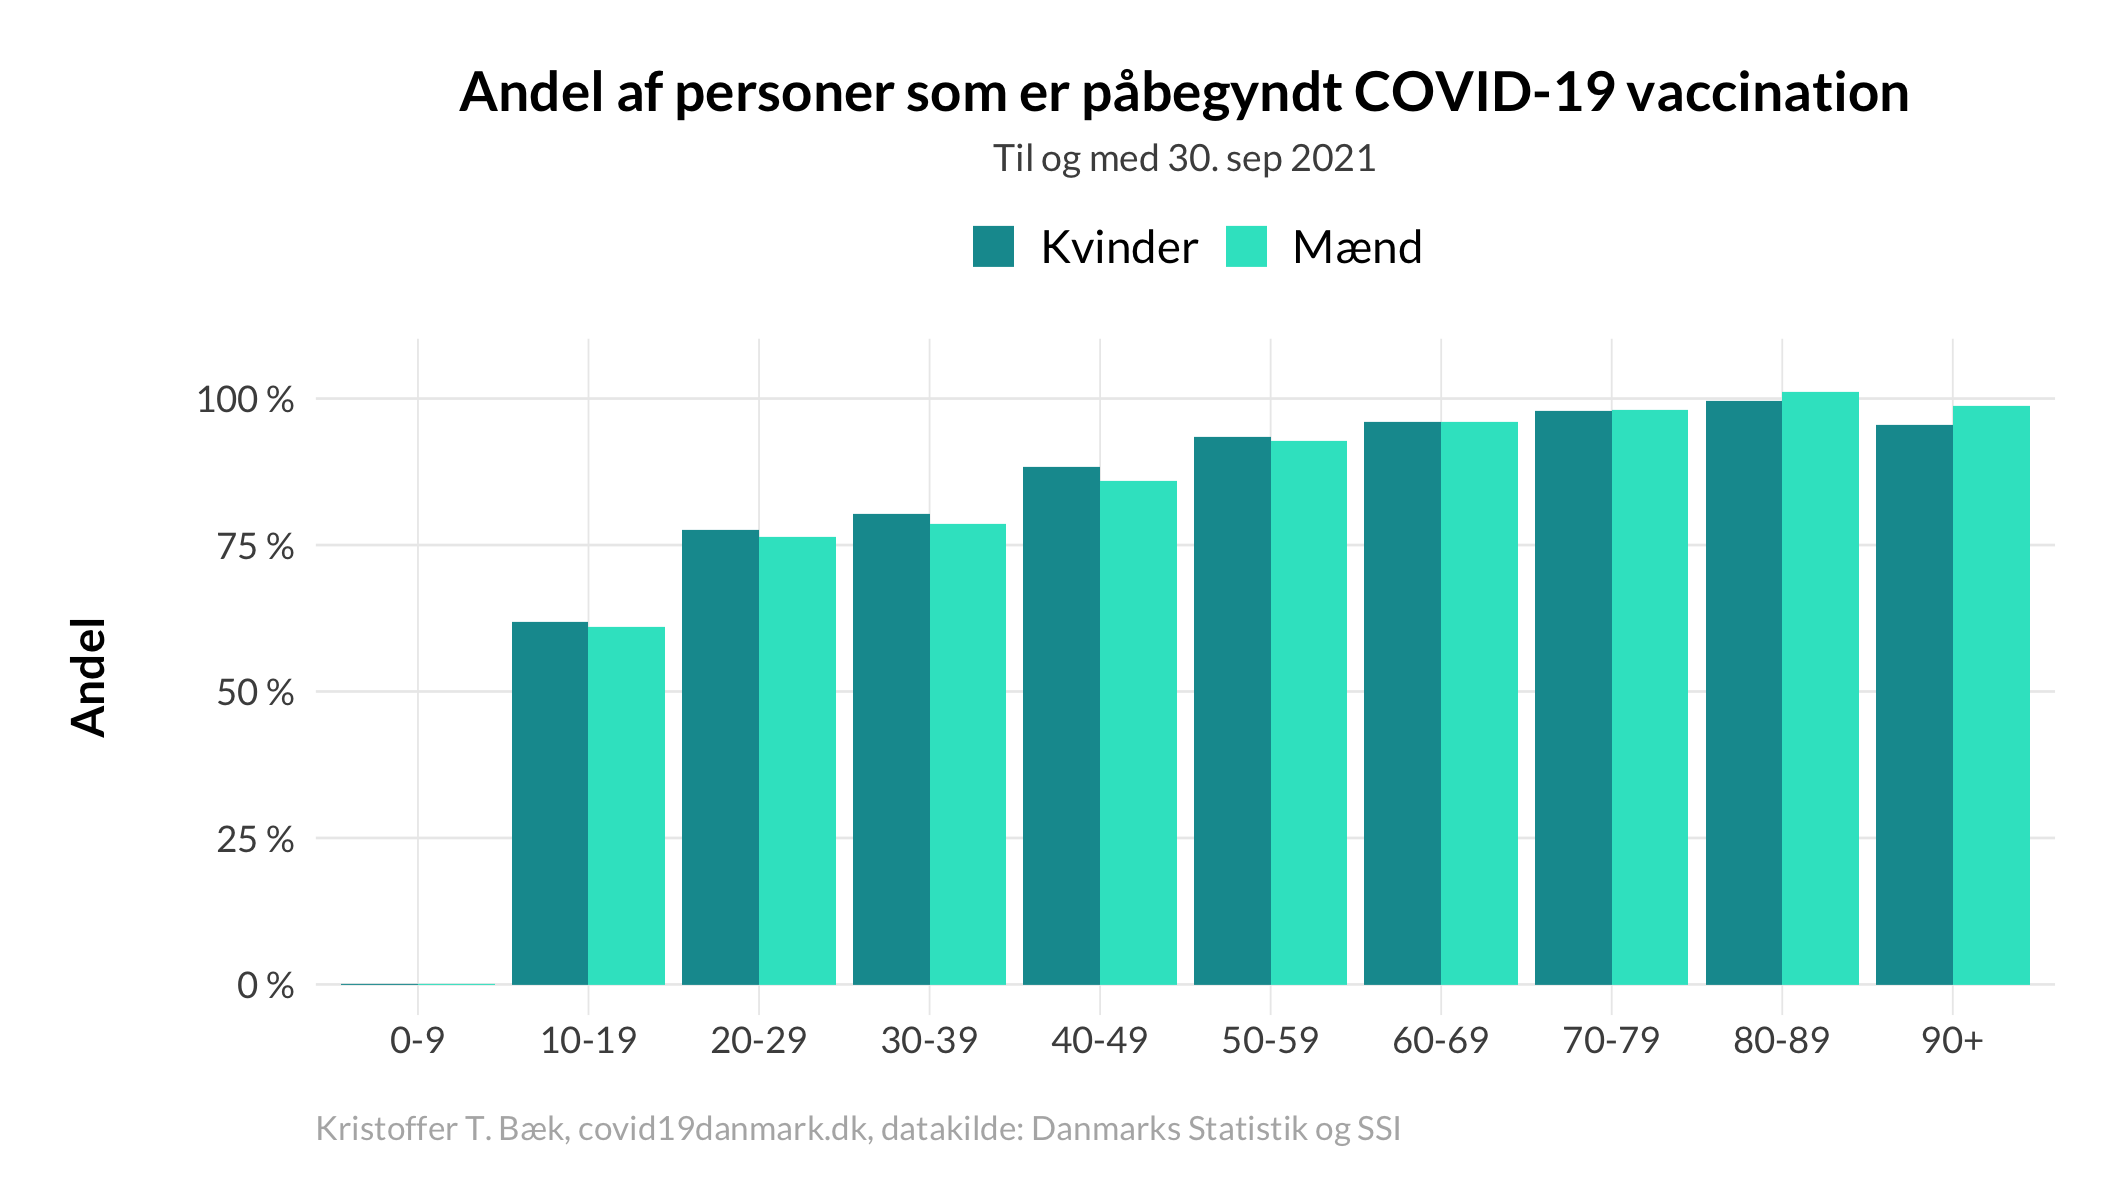 Andel af personer som er påbegyndt COVID-19 vaccination
Til og med 30. sep 2021
Kvinder Mænd
100 %
75 %
50 %
25 %
0 %
Andel
0-9 10-19 20-29 30-39 40-49 50-59 60-69 70-79 80-89 90+
Kristoffer T. Bæk, covid19danmark.dk, datakilde: Danmarks Statistik og SSI